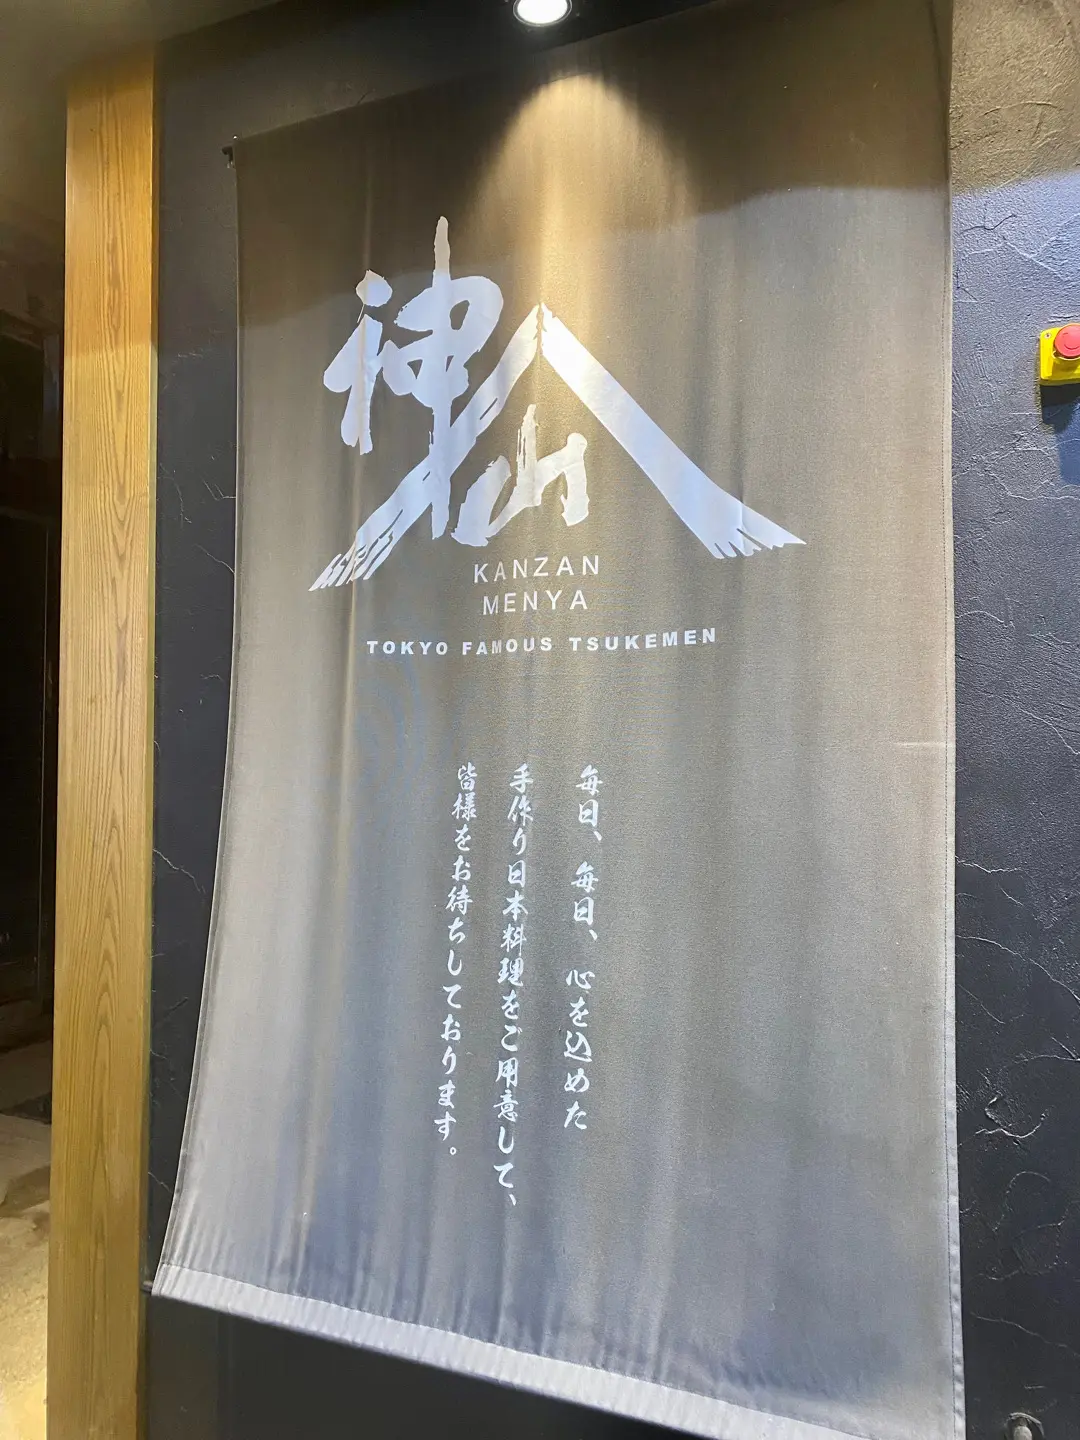 神山
KANZAN
MENYA
TOKYO FAMOUS TSUKEMEN
毎日、毎日、心を込めた
手作り日本料理をご用意して、
皆様をお待ちしております。